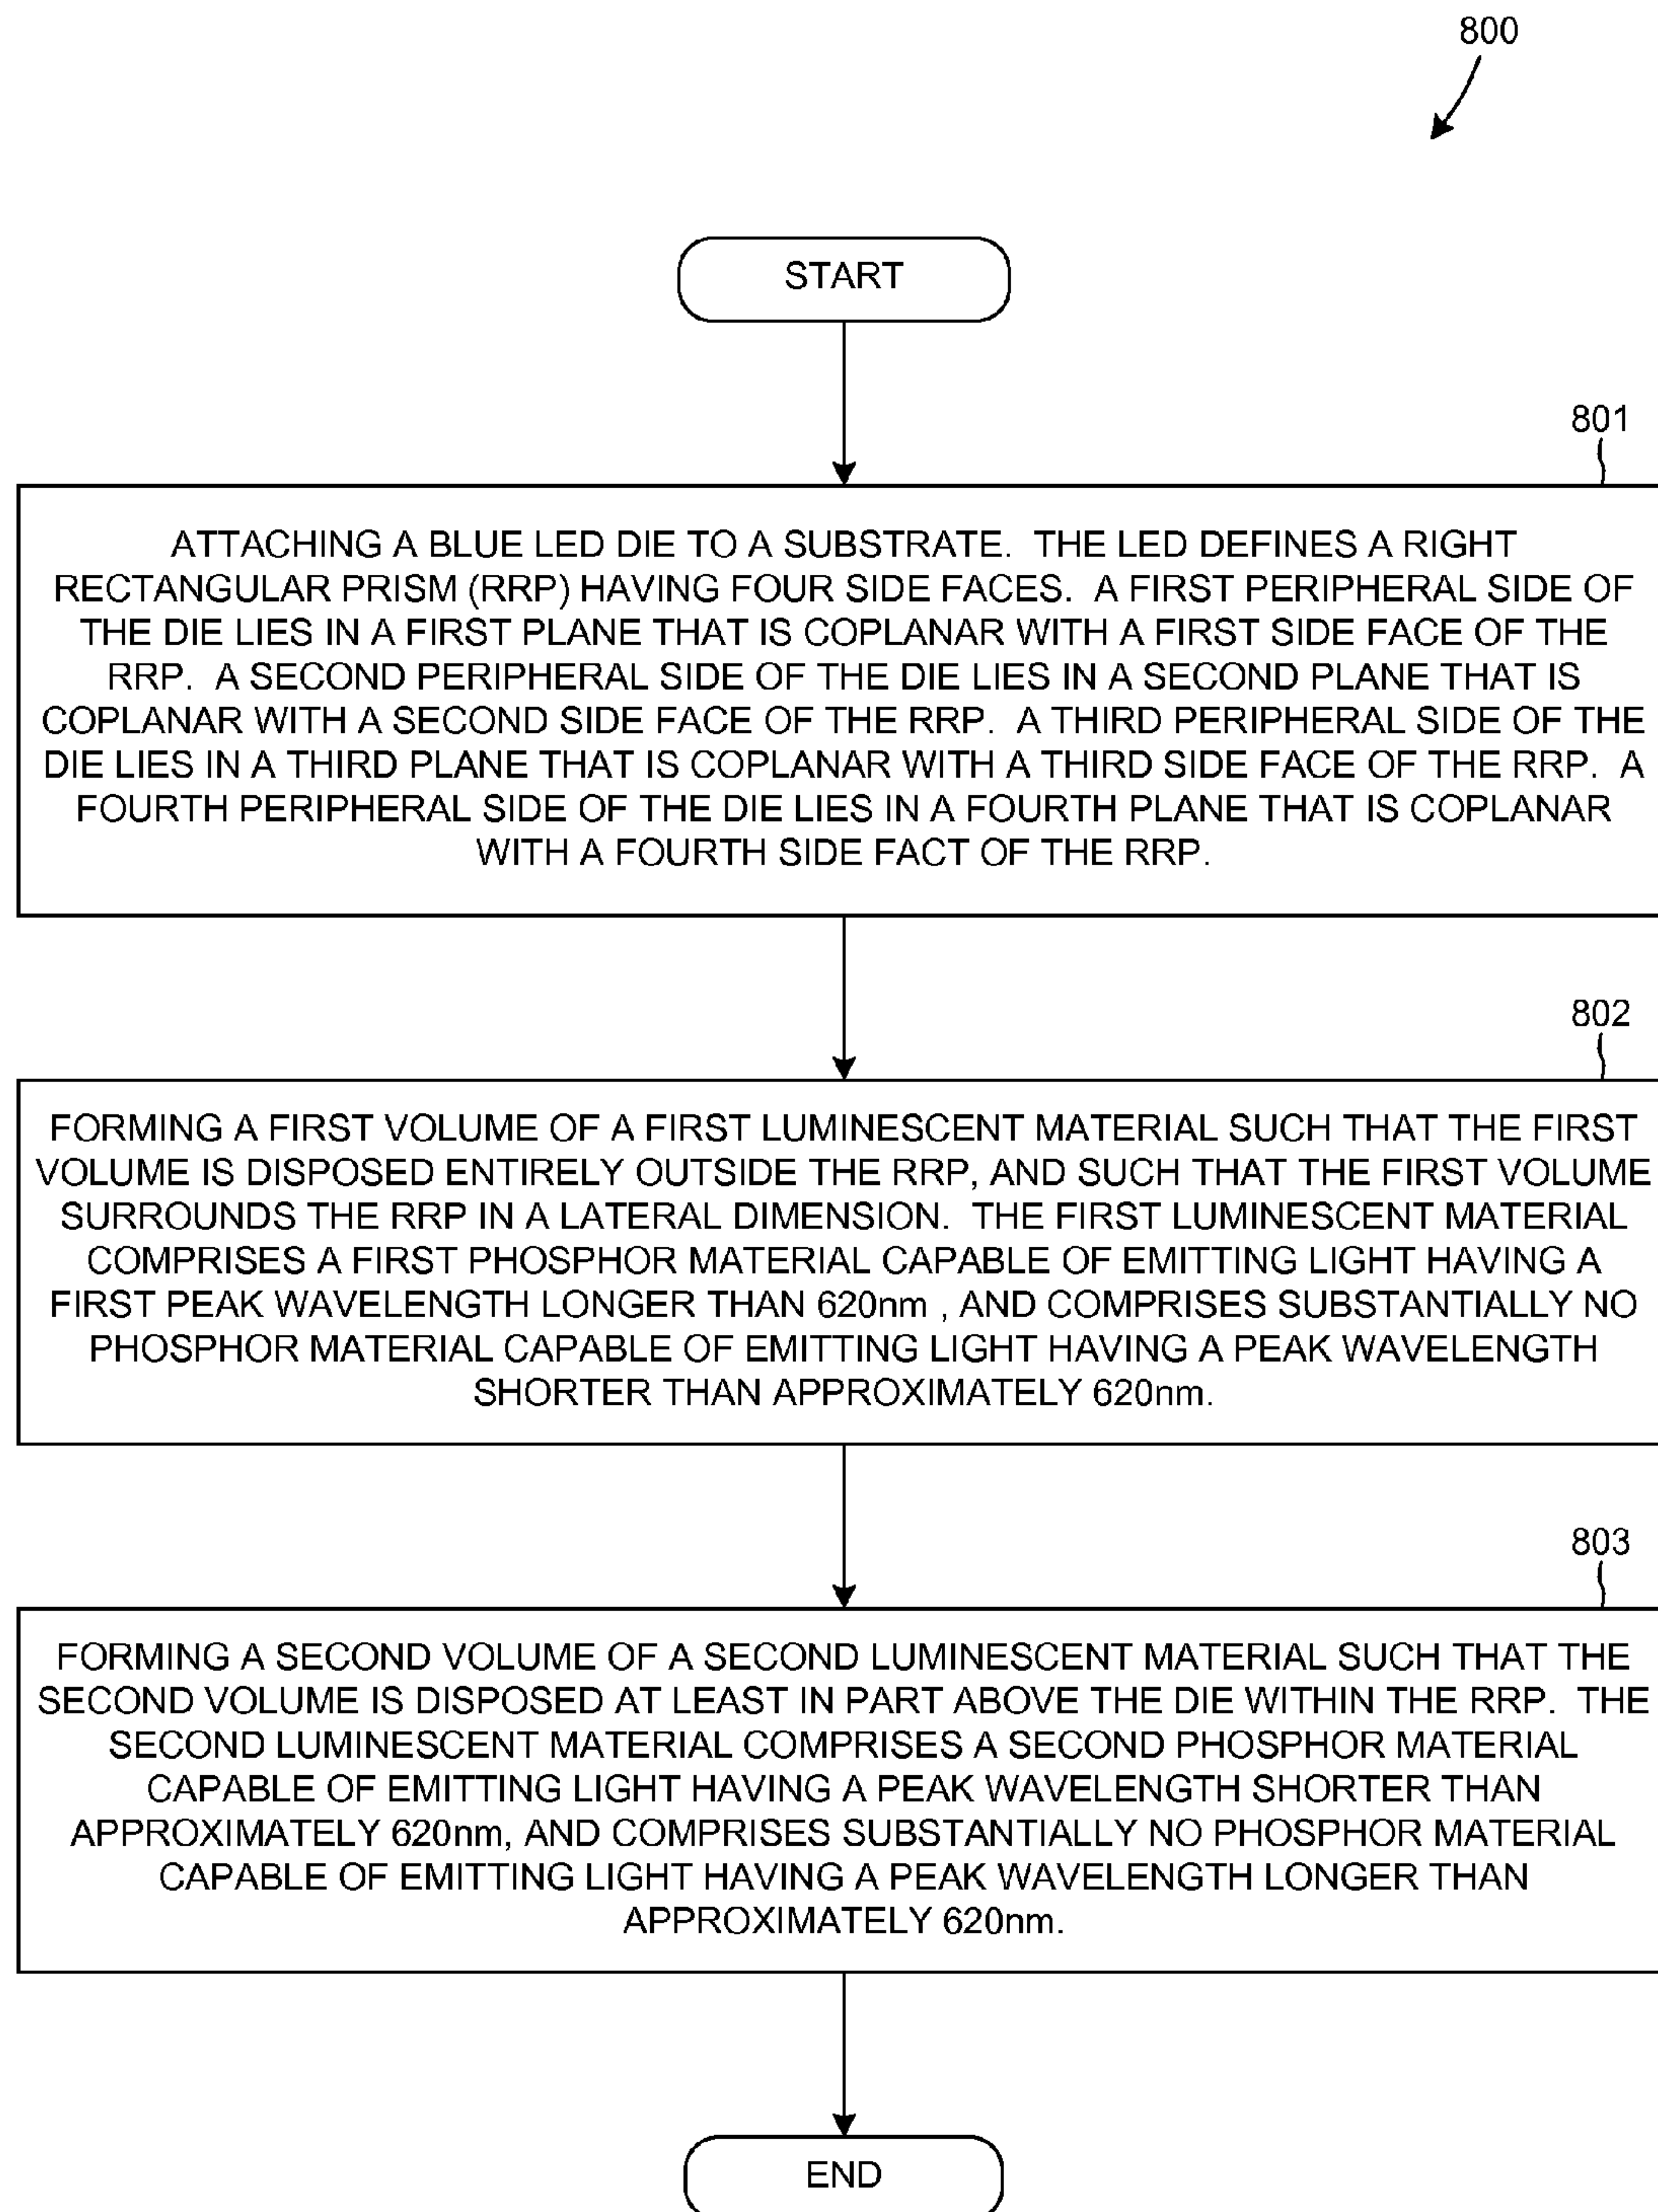 800
START
801
ATTACHING A BLUE LED DIE TO A SUBSTRATE. THE LED DEFINES A RIGHT
RECTANGULAR PRISM (RRP) HAVING FOUR SIDE FACES. A FIRST PERIPHERAL SIDE OF
THE DIE LIES IN A FIRST PLANE THAT IS COPLANAR WITH A FIRST SIDE FACE OF THE
RRP. A SECOND PERIPHERAL SIDE OF THE DIE LIES IN A SECOND PLANE THAT IS
COPLANAR WITH A SECOND SIDE FACE OF THE RRP. A THIRD PERIPHERAL SIDE OF THE
DIE LIES IN A THIRD PLANE THAT IS COPLANAR WITH A THIRD SIDE FACE OF THE RRP. A
FOURTH PERIPHERAL SIDE OF THE DIE LIES IN A FOURTH PLANE THAT IS COPLANAR
WITH A FOURTH SIDE FACT OF THE RRP.
802
FORMING A FIRST VOLUME OF A FIRST LUMINESCENT MATERIAL SUCH THAT THE FIRST
VOLUME IS DISPOSED ENTIRELY OUTSIDE THE RRP, AND SUCH THAT THE FIRST VOLUME
SURROUNDS THE RRP IN A LATERAL DIMENSION. THE FIRST LUMINESCENT MATERIAL
COMPRISES A FIRST PHOSPHOR MATERIAL CAPABLE OF EMITTING LIGHT HAVING A
FIRST PEAK WAVELENGTH LONGER THAN 620nm , AND COMPRISES SUBSTANTIALLY NO
PHOSPHOR MATERIAL CAPABLE OF EMITTING LIGHT HAVING A PEAK WAVELENGTH
SHORTER THAN APPROXIMATELY 620nm.
803
FORMING A SECOND VOLUME OF A SECOND LUMINESCENT MATERIAL SUCH THAT THE
SECOND VOLUME IS DISPOSED AT LEAST IN PART ABOVE THE DIE WITHIN THE RRP. THE
SECOND LUMINESCENT MATERIAL COMPRISES A SECOND PHOSPHOR MATERIAL
CAPABLE OF EMITTING LIGHT HAVING A PEAK WAVELENGTH SHORTER THAN
APPROXIMATELY 620nm, AND COMPRISES SUBSTANTIALLY NO PHOSPHOR MATERIAL
CAPABLE OF EMITTING LIGHT HAVING A PEAK WAVELENGTH LONGER THAN
APPROXIMATELY 620nm.
END